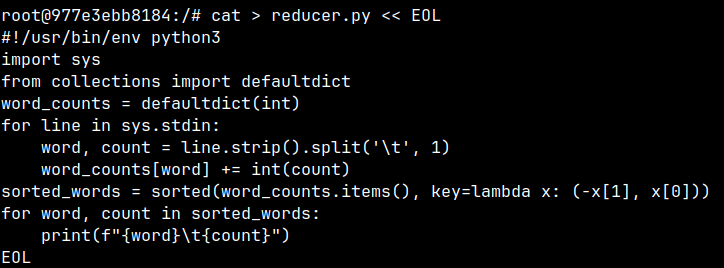 root@977e3ebb8184:/# cat > reducer.py << EOL
#!/usr/bin/env python3
import sys
from collections import defaultdict
word_counts = defaultdict(int)
for line in sys.stdin:
    word, count = line.strip().split('\t', 1)
    word_counts[word] += int(count)
sorted_words = sorted(word_counts.items(), key=lambda x: (-x[1], x[0]))
for word, count in sorted_words:
    print(f"{word}\t{count}")
EOL